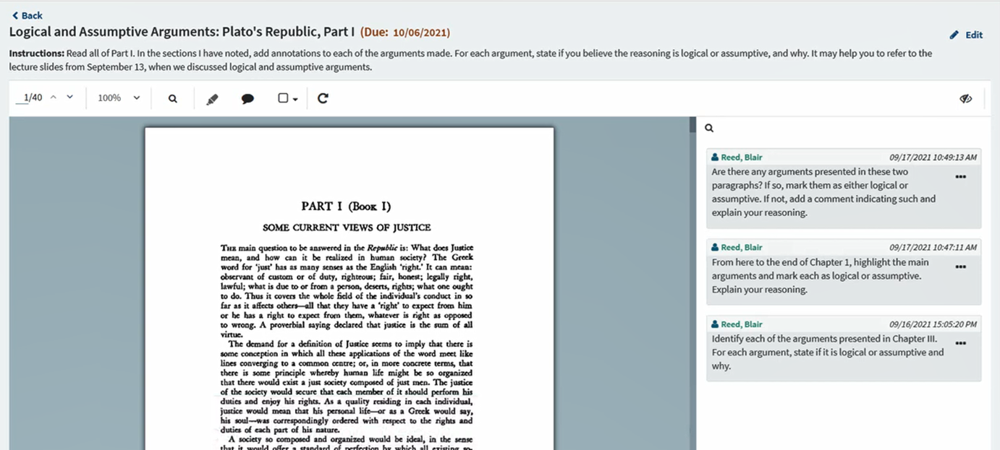 Back
Logical and Assumptive Arguments: Plato's Republic, Part I (Due: 10/06/2021)
Edit
Instructions: Read all of Part I. In the sections I have noted, add annotations to each of the arguments made. For each argument, state if you believe the reasoning is logical or assumptive, and why. It may help you to refer to the
lecture slides from September 13, when we discussed logical and assumptive arguments.
1/40
100%
PART I (Book I)
SOME CURRENT VIEWS OF JUSTICE
THE main question to be answered in the Republic is: What does Justice
mean, and how can it be realized in human society? The Greek
word for 'just' has as many senses as the English 'right.' It can mean:
observant of custom or of duty, righteous; fair, honest; legally right,
lawful; what is due to or from a person, deserts, rights; what one ought
to do. Thus it covers the whole field of the individual's conduct in so
far as it affects others—all that they have a 'right' to expect from him
or he has a right to expect from them, whatever is right as opposed
to wrong. A proverbial saying declared that justice is the sum of all
virtue.
The demand for a definition of Justice seems to imply that there is
some conception in which all these applications of the word meet like
lines converging to a common centre; or, in more concrete terms, that
there is some principle whereby human life might be so organized
that there would exist a just society composed of just men. The justice
of the society would secure that each member of it should perform his
duties and enjoy his rights. As a quality residing in each individual,
justice would mean that his personal life—or as a Greek would say,
his soul—was correspondingly ordered with respect to the rights and
duties of each part of his nature.
A society so composed and organized would be ideal, in the sense
that it would offer a standard of perfection by which all existing so-
Reed, Blair
09/17/2021 10:49:13 AM
Are there any arguments presented in these two
paragraphs? If so, mark them as either logical or
assumptive. If not, add a comment indicating such and
explain your reasoning.
Reed, Blair
09/17/2021 10:47:11 AM
From here to the end of Chapter 1, highlight the main
arguments and mark each as logical or assumptive.
Explain your reasoning.
Reed, Blair
09/16/2021 15:05:20 PM
Identify each of the arguments presented in Chapter III.
For each argument, state if it is logical or assumptive and
why.